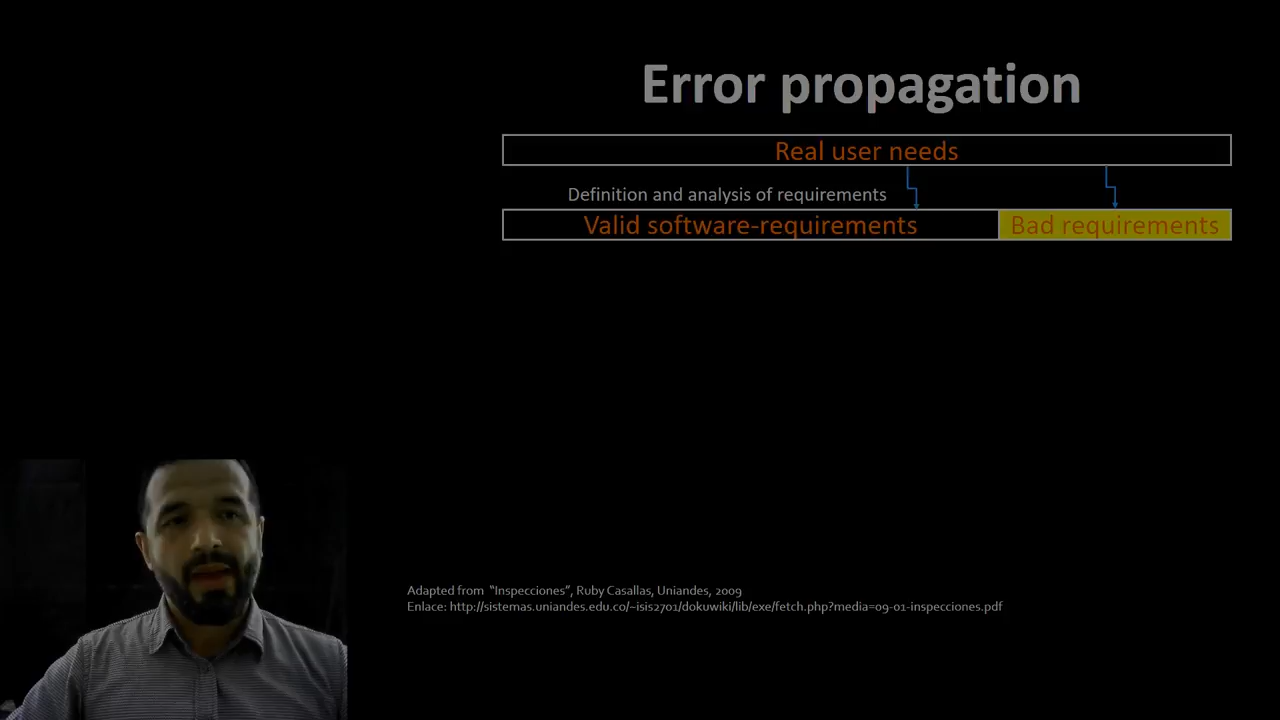 Error propagation
Real user needs
Definition and analysis of requirements
Valid software-requirements
Bad requirements
Adapted from "Inspecciones", Ruby Casallas, Uniandes, 2009
Enlace: http://sistemas.uniandes.edu.co/~isis2701/dokuwiki/lib/exe/fetch.php?media=09-01-inspecciones.pdf